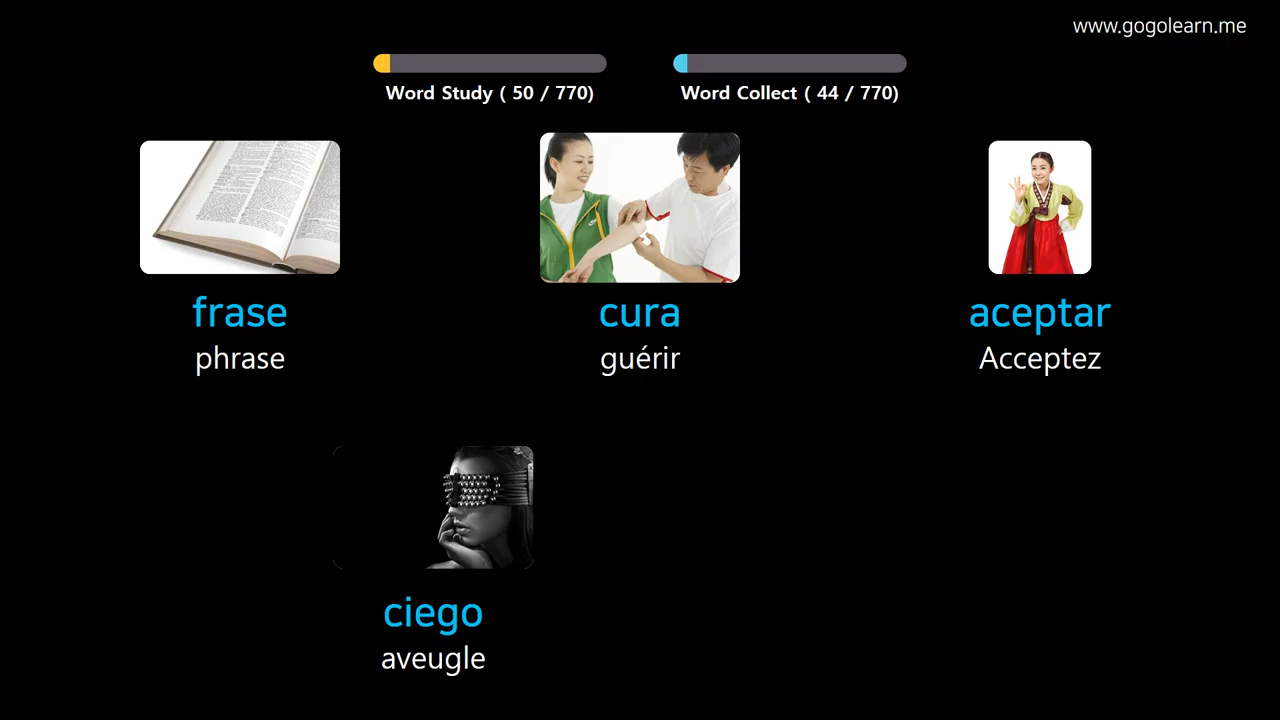 www.gogolearn.me
Word Study ( 50 / 770)
Word Collect ( 44 / 770)
frase
phrase
cura
guérir
aceptar
Acceptez
ciego
aveugle